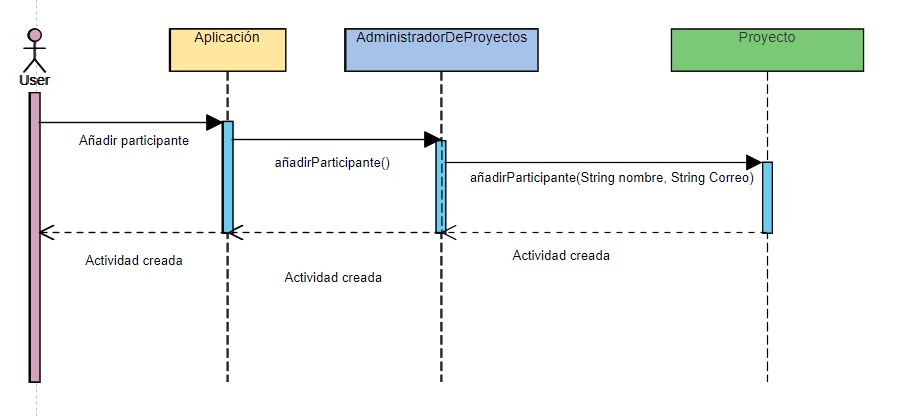 Aplicación
AdministradorDeProyectos
Proyecto
User
Añadir participante
añadirParticipante()
añadirParticipante(String nombre, String Correo)
Actividad creada
Actividad creada
Actividad creada